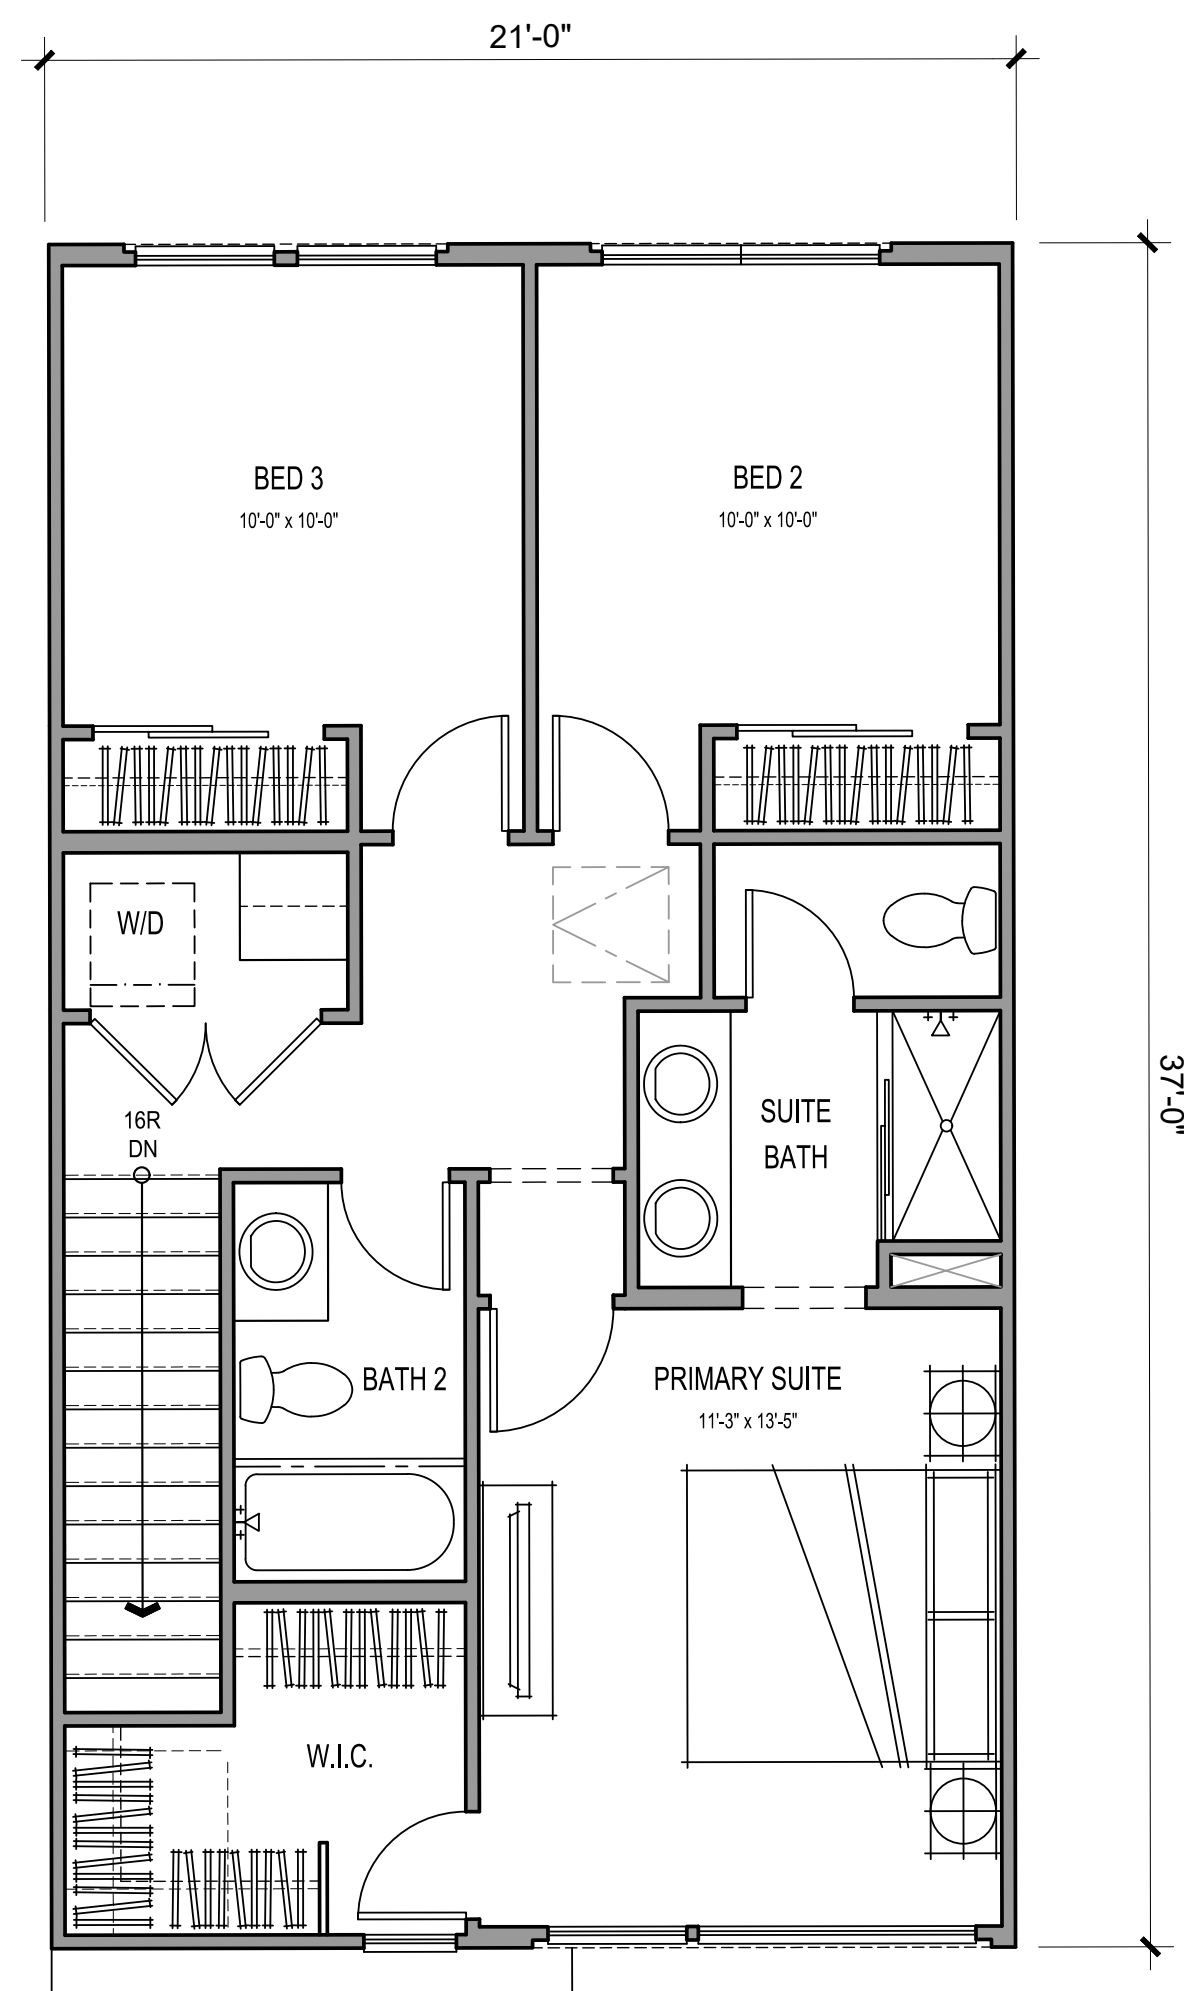 21'-0"
BED 3
10'-0" x 10'-0"
BED 2
10'-0" x 10'-0"
W/D
37'-0"
16R
DN
SUITE
BATH
BATH 2
PRIMARY SUITE
11'-3" x 13'-5"
W.I.C.